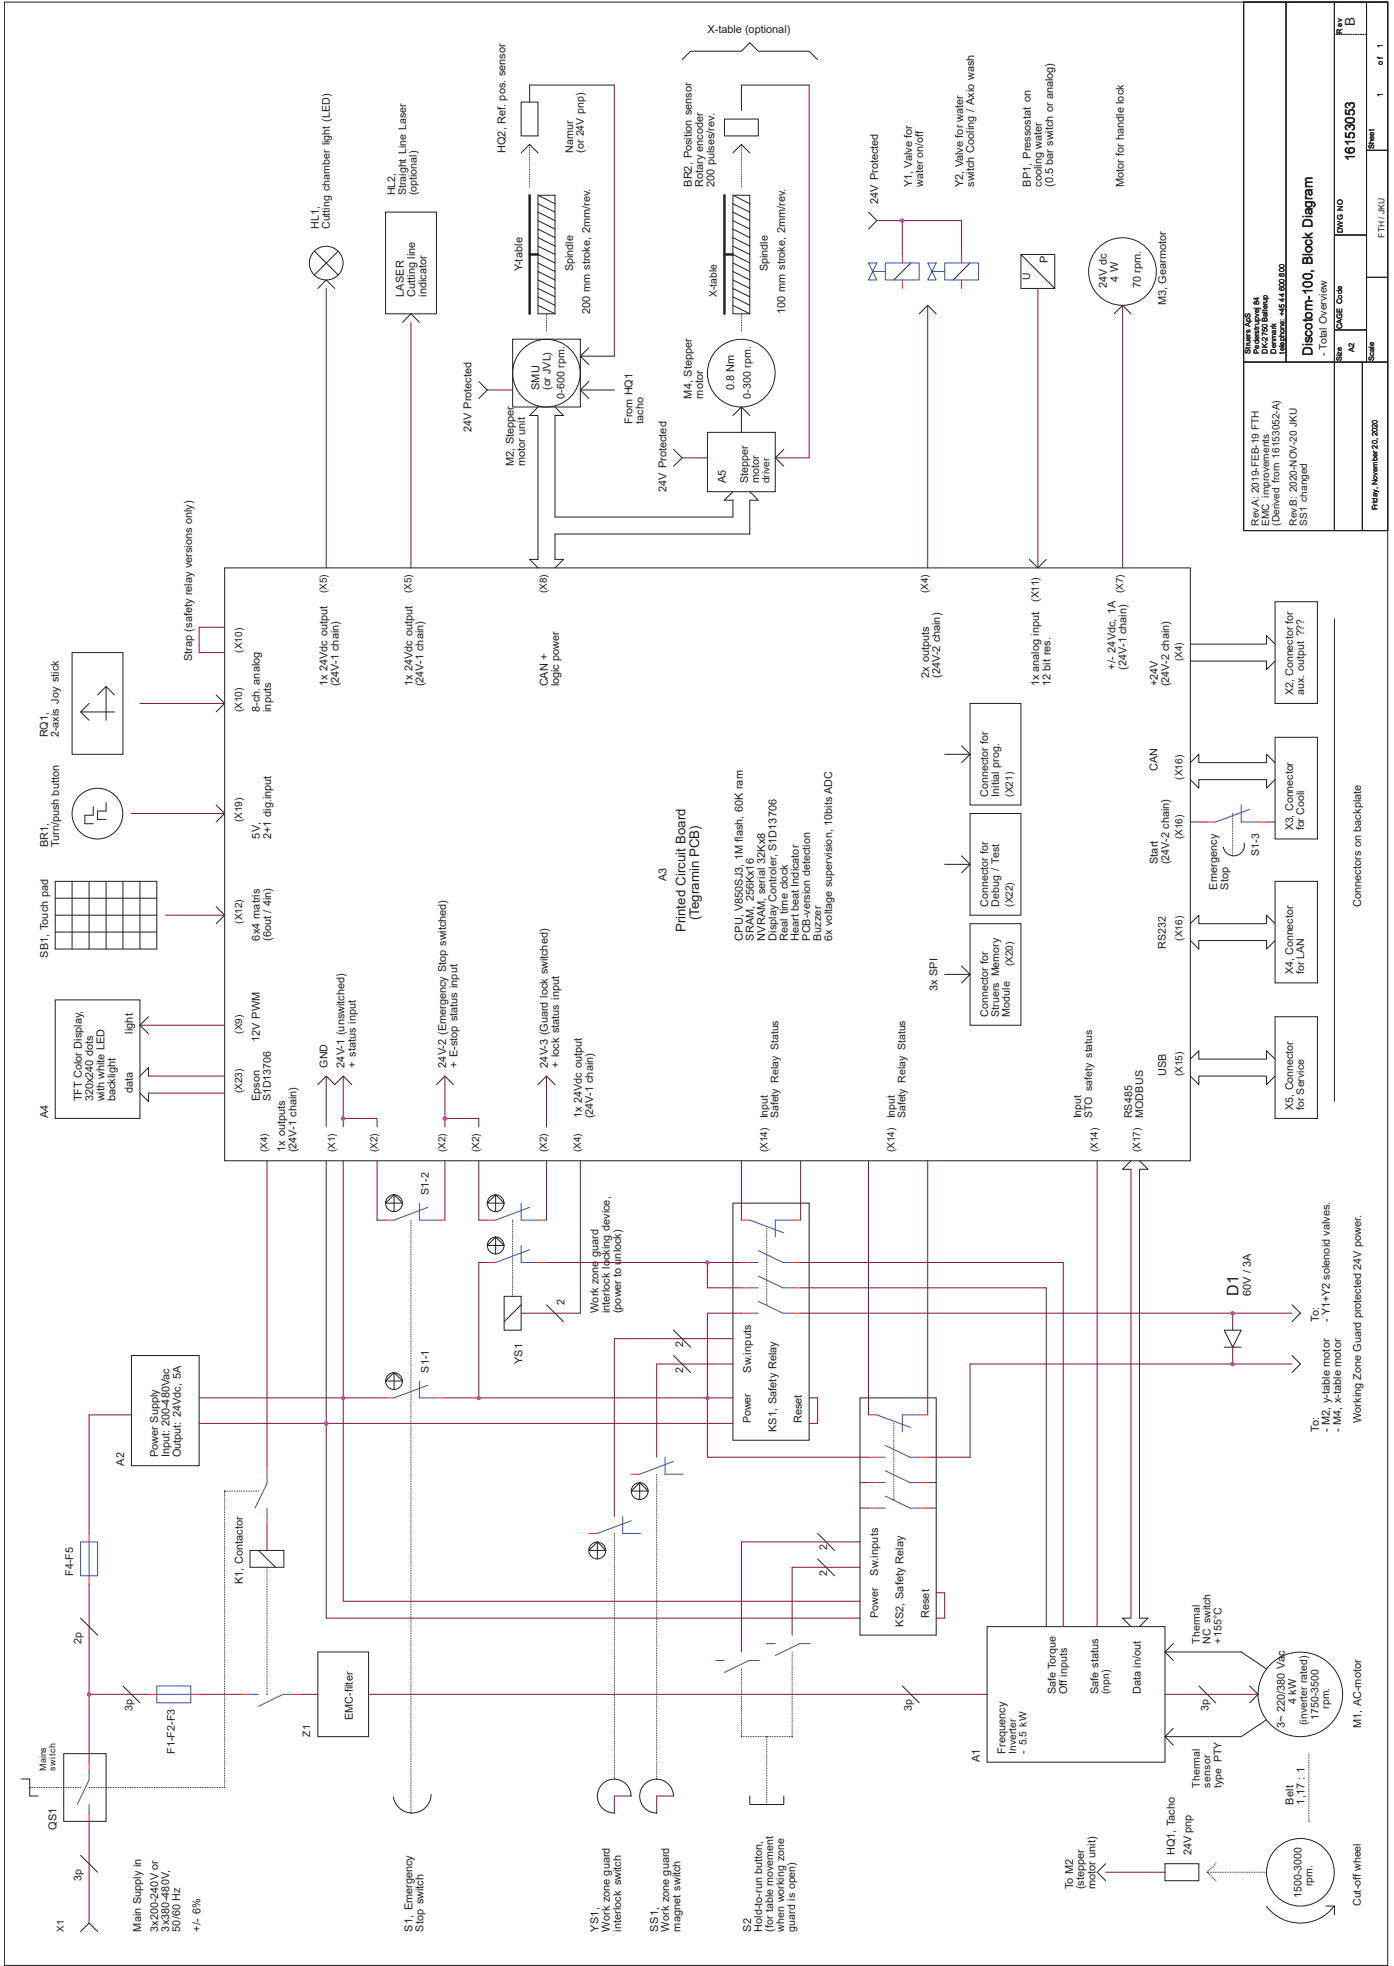 X1
Main Supply in
3x200-240V or
3x380-480V,
50/60 Hz
+/- 6%
3p
QS1
Mains
switch
3p
F1-F2-F3
2p
F4-F5
K1, Contactor
Z1
EMC-filter
A2
Power Supply
Input: 200-480Vac
Output: 24Vdc, 5A
S1, Emergency
Stop switch
S1-1
S1-2
YS1
2
Work zone guard
interlock locking device,
(power to unlock)
YS1,
Work zone guard
interlock switch
SS1,
Work zone guard
magnet switch
S2
Hold-to-run button,
(for table movement
when working zone
guard is open)
2
2
Power
Sw.inputs
KS1, Safety Relay
Reset
2
2
Power
Sw.inputs
KS2, Safety Relay
Reset
3p
A1
Frequency
Inverter
- 5.5 kW
Safe Torque
Off inputs
Safe status
(npn)
Data in/out
Thermal
sensor
type PTY
3p
Thermal
NC switch
+155°C
3~ 220/380 Vac
4 kW
(inverter rated)
1750-3500
rpm.
M1, AC-motor
Belt
1,17 : 1
To M2
(stepper
motor unit)
HQ1, Tacho
24V pnp
1500-3000
rpm.
Cut-off wheel
D1
60V / 3A
To:
- M2, y-table motor
- M4, x-table motor
To:
- Y1+Y2 solenoid valves.
Working Zone Guard protected 24V power.
A4
TFT Color Display,
320x240 dots
with white LED
backlight
data
light
SB1, Touch pad
BR1,
Turn/push button
RQ1,
2-axis Joy stick
Strap (safety relay versions only)
(X4)
1x outputs
(24V-1 chain)
(X23)
Epson
S1D13706
(X9)
12V PWM
(X12)
6x4 matris
(6out / 4in)
(X19)
5V,
2+1 dig.input
(X10)
8-ch. analog
inputs
(X10)
(X1)
GND
24V-1 (unswitched)
+ status input
(X2)
(X2)
24V-2 (Emergency Stop switched)
+ E-stop status input
(X2)
(X2)
24V-3 (Guard lock switched)
+ lock status input
(X4)
1x 24Vdc output
(24V-1 chain)
(X14)
Input
Safety Relay Status
(X14)
Input
Safety Relay Status
(X14)
Input
STO safety status
(X17)
RS485
MODBUS
A3
Printed Circuit Board
(Tegramin PCB)
CPU, V850SJ3, 1M flash, 60K ram
SRAM, 256Kx16
NVRAM, serial 32Kx8
Display Controler, S1D13706
Real time clock
Heart beat Indicator
PCB-version detection
Buzzer
6x voltage supervision, 10bits ADC
3x SPI
Connector for
Struers Memory
Module
(X20)
Connector for
Debug / Test
(X22)
Connector for
Initial prog.
(X21)
1x 24Vdc output
(24V-1 chain)
(X5)
1x 24Vdc output
(24V-1 chain)
(X5)
CAN +
logic power
(X8)
2x outputs
(24V-2 chain)
(X4)
1x analog input
12 bit res.
(X11)
+/- 24Vdc, 1A
(24V-1 chain)
(X7)
USB
(X15)
RS232
(X16)
Start
(24V-2 chain)
(X16)
CAN
(X16)
+24V
(24V-2 chain)
(X4)
Emergency
Stop
S1-3
X5, Connector
for Service
X4, Connector
for LAN
X3, Connector
for Cooli
X2, Connector for
aux. output ???
Connectors on backplate
HL1,
Cutting chamber light (LED)
HL2,
Straight Line Laser
(optional)
LASER
Cutting line
indicator
24V Protected
M2, Stepper
motor unit
SMU
(or JVL)
0-600 rpm.
From HQ1
tacho
Y-table
Spindle
200 mm stroke, 2mm/rev.
HQ2, Ref. pos. sensor
Namur
(or 24V pnp)
X-table (optional)
24V Protected
A5
Stepper
motor
driver
M4, Stepper
motor
0.8 Nm
0-300 rpm.
X-table
Spindle
100 mm stroke, 2mm/rev.
BR2, Position sensor
Rotary encoder
200 pulses/rev.
24V Protected
Y1, Valve for
water on/off
Y2, Valve for water
switch Cooling / Axio wash
U
P
BP1, Pressostat on
cooling water
(0.5 bar switch or analog)
24V dc
4 W
70 rpm.
M3, Gearmotor
Motor for handle lock
Rev.A: 2019-FEB-19 FTH
EMC improvements
(Derived from 16153052-A)
Rev.B: 2020-NOV-20 JKU
SS1 changed
Struers ApS
Pederstrupvej 84
DK-2750 Ballerup
Denmark
telephone: +45 44 600 800
Discotom-100, Block Diagram
- Total Overview
Size
A2
CAGE Code
DWG NO
16153053
Rev
B
Scale
Friday, November 20, 2020
FTH / JKU
Sheet
1
of
1